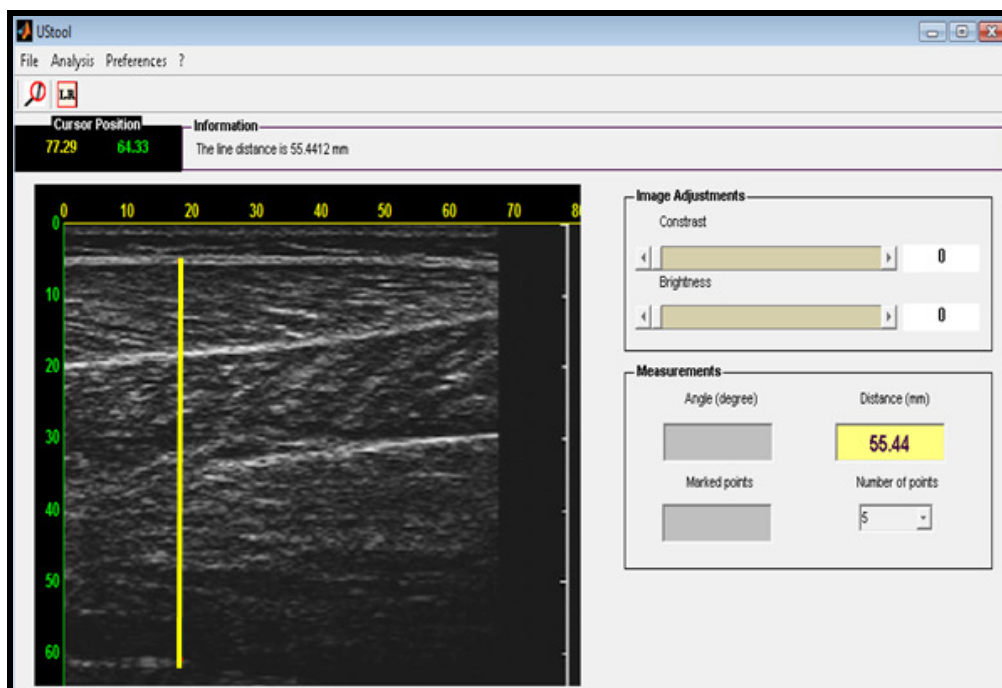 UStool
File Analysis Preferences ?
LR
Cursor Position
77.29 64.33
Information
The line distance is 55.4412 mm
0 10 20 30 40 50 60 70 8
0
10
20
30
40
50
60
Image Adjustments
Constrast
0
Brightness
0
Measurements
Angle (degree) Distance (mm)
55.44
Marked points Number of points
5